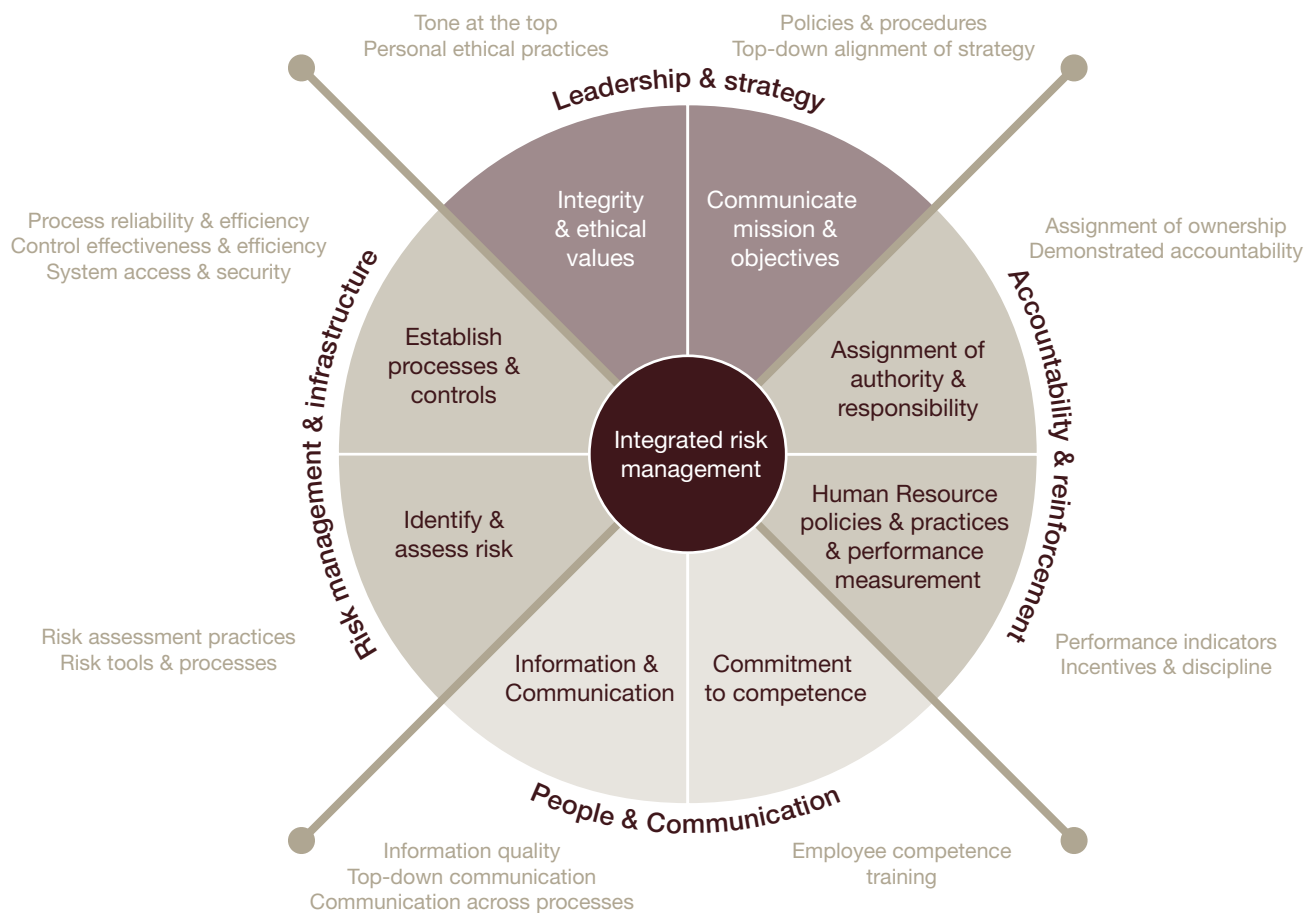 Tone at the top
Personal ethical practices
Policies & procedures
Top-down alignment of strategy
Leadership & strategy
Integrity
& ethical
values
Communicate
mission &
objectives
Process reliability & efficiency
Control effectiveness & efficiency
System access & security
Assignment of ownership
Demonstrated accountability
Risk management & infrastructure
Establish
processes &
controls
Assignment of
authority &
responsibility
Accountability & reinforcement
Integrated risk
management
Identify &
assess risk
Human Resource
policies & practices
& performance
measurement
Risk assessment practices
Risk tools & processes
Information &
Communication
Commitment
to competence
Performance indicators
Incentives & discipline
People & Communication
Information quality
Top-down communication
Communication across processes
Employee competence
training